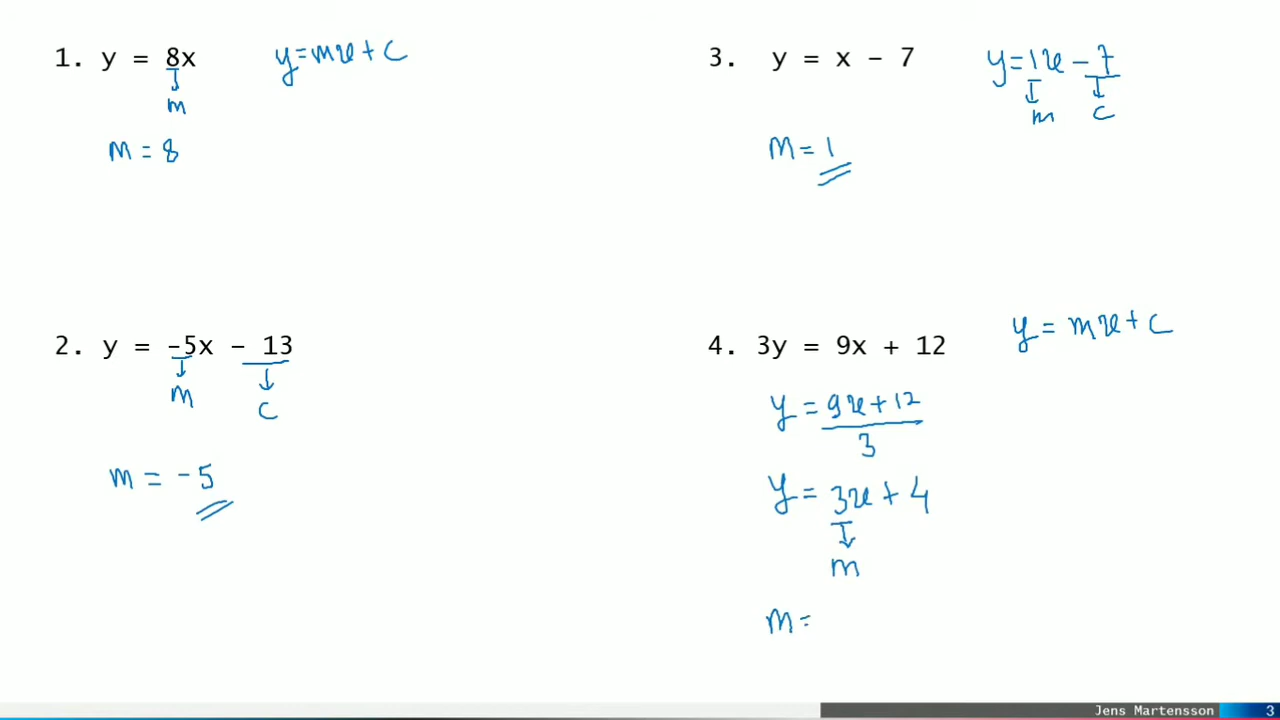 1. y = 8x
y=mx+c
m
m = 8
2. y = -5x - 13
m
c
m = -5
3. y = x - 7
y=1x-7
m
c
m=1
4. 3y = 9x + 12
y = mx+c
y = 9x+12
3
y = 3x+4
m
m=
Jens Martensson
3